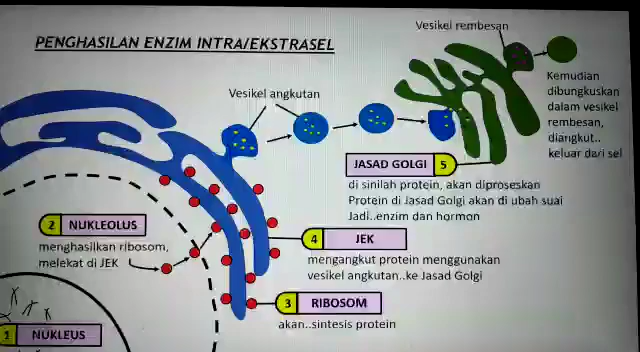 PENGHASILAN ENZIM INTRA/EKSTRASEL
Vesikel rembesan
Vesikel angkutan
Kemudian
dibungkuskan
dalam vesikel
rembesan,
diangkut..
keluar dari sel
JASAD GOLGI 5
di sinilah protein, akan diproseskan
Protein di Jasad Golgi akan di ubah suai
Jadi..enzim dan hormon
2 NUKLEOLUS
menghasilkan ribosom,
melekat di JEK
4 JEK
mengangkut protein menggunakan
vesikel angkutan..ke Jasad Golgi
3 RIBOSOM
akan..sintesis protein
1 NUKLEUS